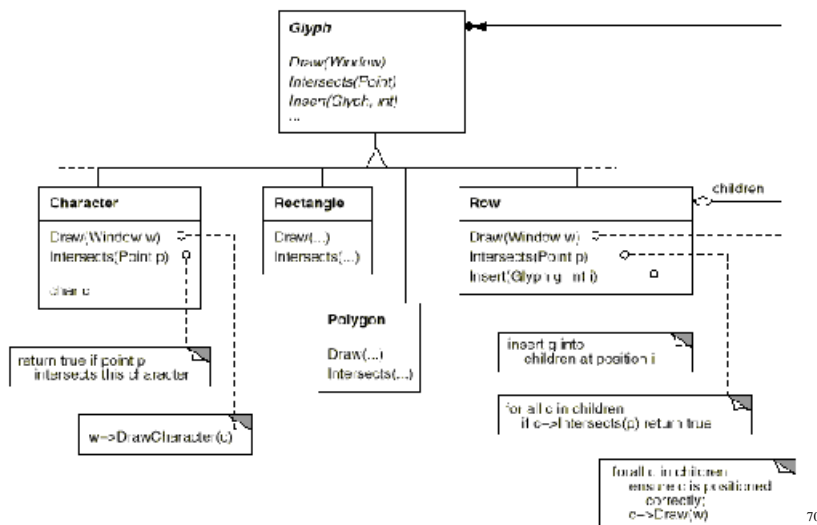 Glyph
Draw(Window)
Intersects(Point)
Insert(Glyph, int)
...
children
Character
Draw(Window w)
Intersects(Point p)
char c
Rectangle
Draw(...)
Intersects(...)
Row
Draw(Window w)
Intersects(Point p)
Insert(Glyph g, int i)
Polygon
Draw(...)
Intersects(...)
return true if point p
intersects this character
w->DrawCharacter(c)
insert g into
children at position i
for all c in children
if c->Intersects(p) return true
for all c in children
ensure c is positioned
correctly;
c->Draw(w)